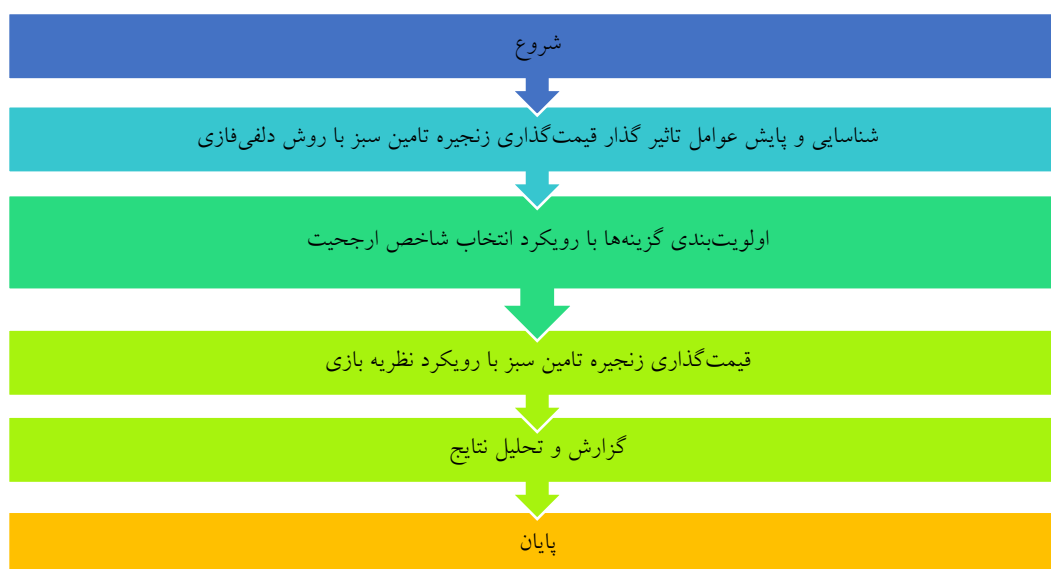 شروع
شناسایی و پایش عوامل تاثیر گذار قیمت‌گذاری زنجیره تامین سبز با روش دلفی‌فازی
اولویت‌بندی گزینه‌ها با رویکرد انتخاب شاخص ارجحیت
قیمت‌گذاری زنجیره تامین سبز با رویکرد نظریه بازی
گزارش و تحلیل نتایج
پایان